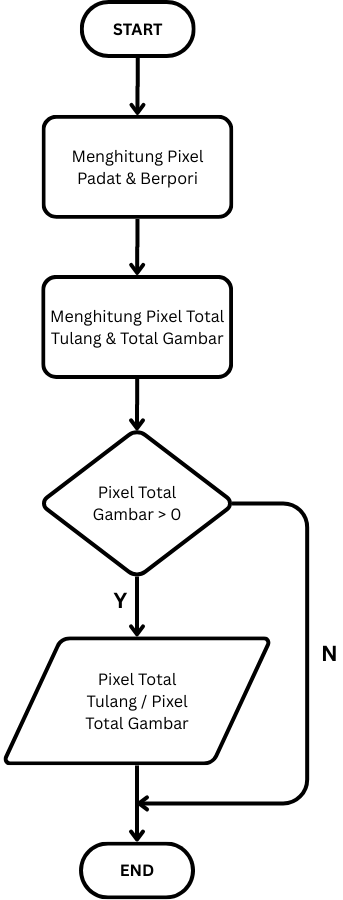 START
Menghitung Pixel
Padat & Berpori
Menghitung Pixel Total
Tulang & Total Gambar
Pixel Total
Gambar > 0
Y
N
Pixel Total
Tulang / Pixel
Total Gambar
END